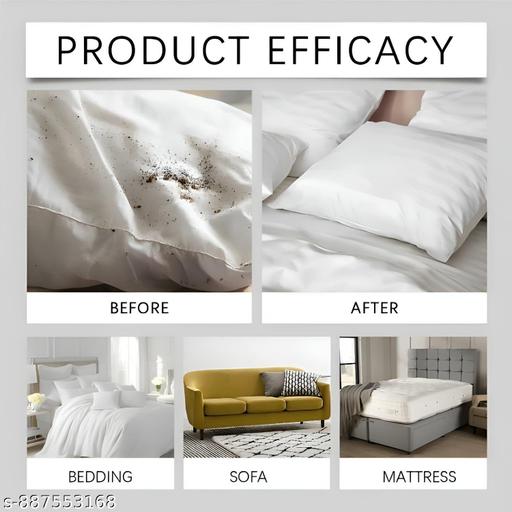 PRODUCT EFFICACY
BEFORE
AFTER
BEDDING
SOFA
MATTRESS
s-887553168